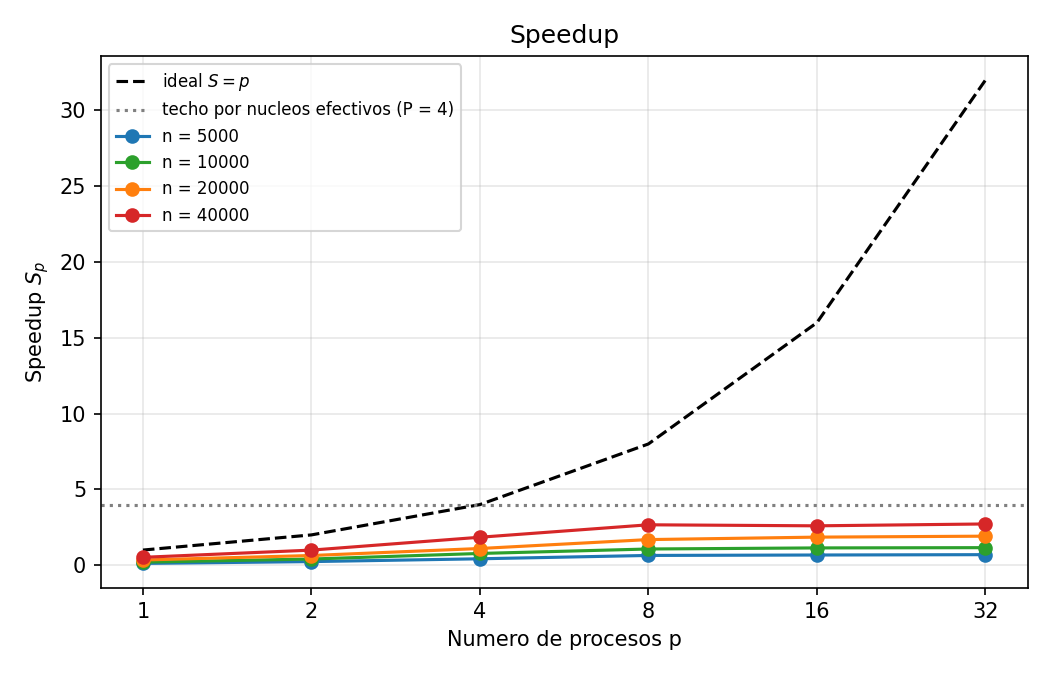 Speedup
ideal S = p
techo por nucleos efectivos (P = 4)
n = 5000
n = 10000
n = 20000
n = 40000
Speedup Sₚ
30
25
20
15
10
5
0
1 2 4 8 16 32
Numero de procesos p